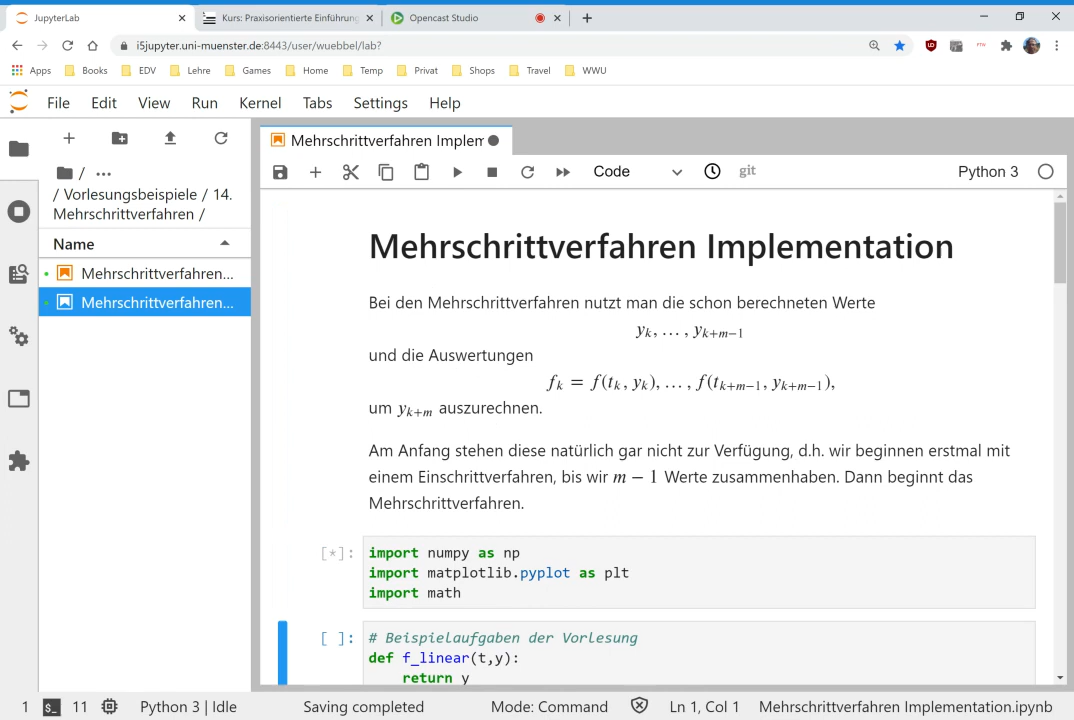 JupyterLab
Kurs: Praxisorientierte Einführung
Opencast Studio
i5jupyter.uni-muenster.de:8443/user/wuebbel/lab?
Apps Books EDV Lehre Games Home Temp Privat Shops Travel WWU
File Edit View Run Kernel Tabs Settings Help
/ ...
/ Vorlesungsbeispiele / 14.
Mehrschrittverfahren /
Name
Mehrschrittverfahren...
Mehrschrittverfahren...
Mehrschrittverfahren Implem
Code
git
Python 3
Mehrschrittverfahren Implementation
Bei den Mehrschrittverfahren nutzt man die schon berechneten Werte
y_k, … , y_{k+m−1}
und die Auswertungen
f_k = f(t_k, y_k), … , f(t_{k+m−1}, y_{k+m−1}),
um y_{k+m} auszurechnen.
Am Anfang stehen diese natürlich gar nicht zur Verfügung, d.h. wir beginnen erstmal mit
einem Einschrittverfahren, bis wir m − 1 Werte zusammenhaben. Dann beginnt das
Mehrschrittverfahren.
[*]: import numpy as np
import matplotlib.pyplot as plt
import math
[ ]: # Beispielaufgaben der Vorlesung
def f_linear(t,y):
return y
1 $_ 11 Python 3 | Idle Saving completed Mode: Command Ln 1, Col 1 Mehrschrittverfahren Implementation.ipynb